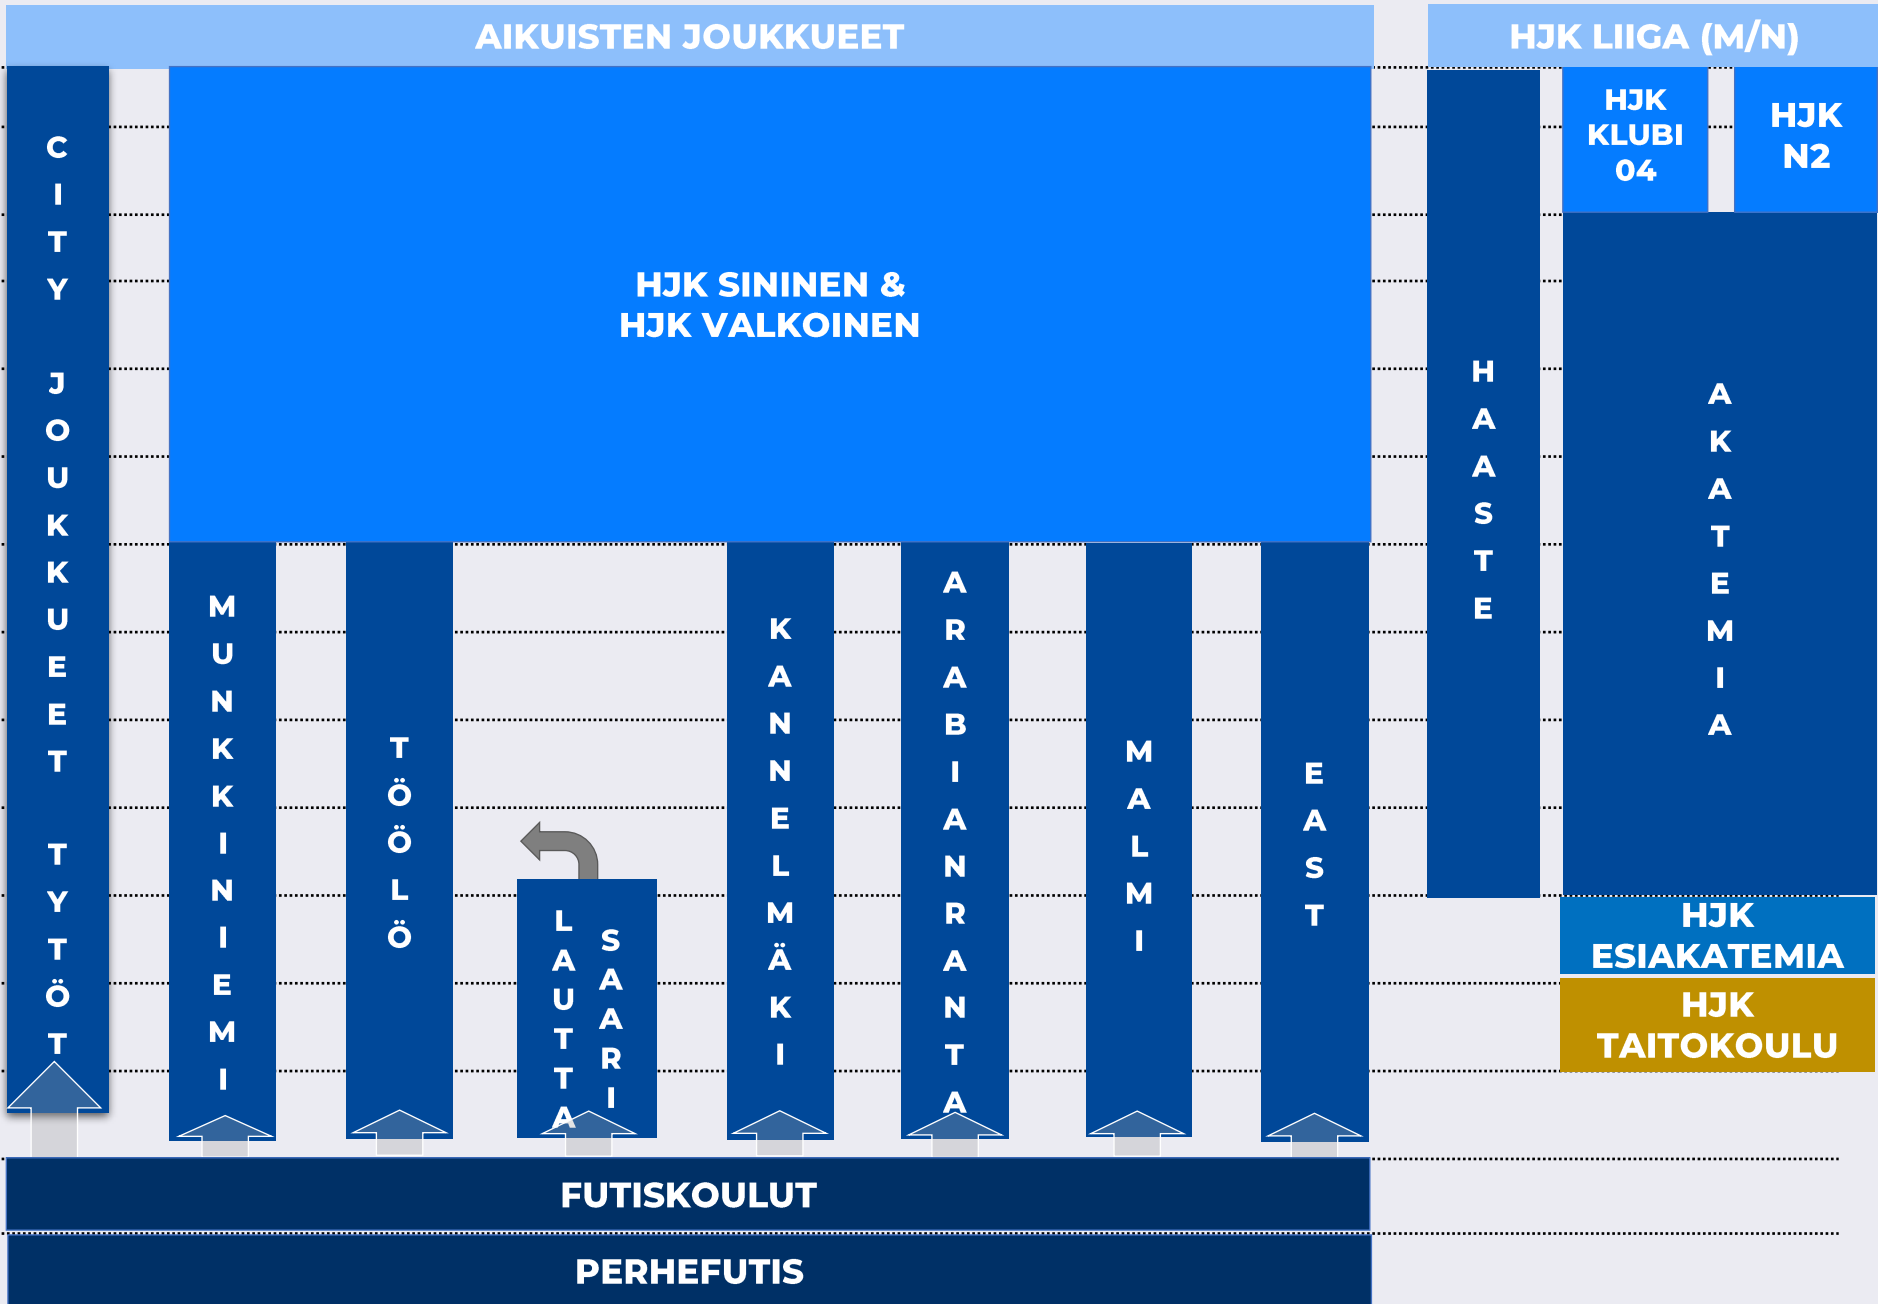 AIKUISTEN JOUKKUEET
HJK LIIGA (M/N)
CITY JOUKKUEET TYTÖT
HJK SININEN &
HJK VALKOINEN
HAASTE
HJK
KLUBI
04
HJK
N2
AKATEMIA
MUNKKINIEMI
TÖÖLÖ
LAUTTA
SAARI
KANNELMÄKI
ARABIANRANTA
MALMI
EAST
HJK
ESIAKATEMIA
HJK
TAITOKOULU
FUTISKOULUT
PERHEFUTIS